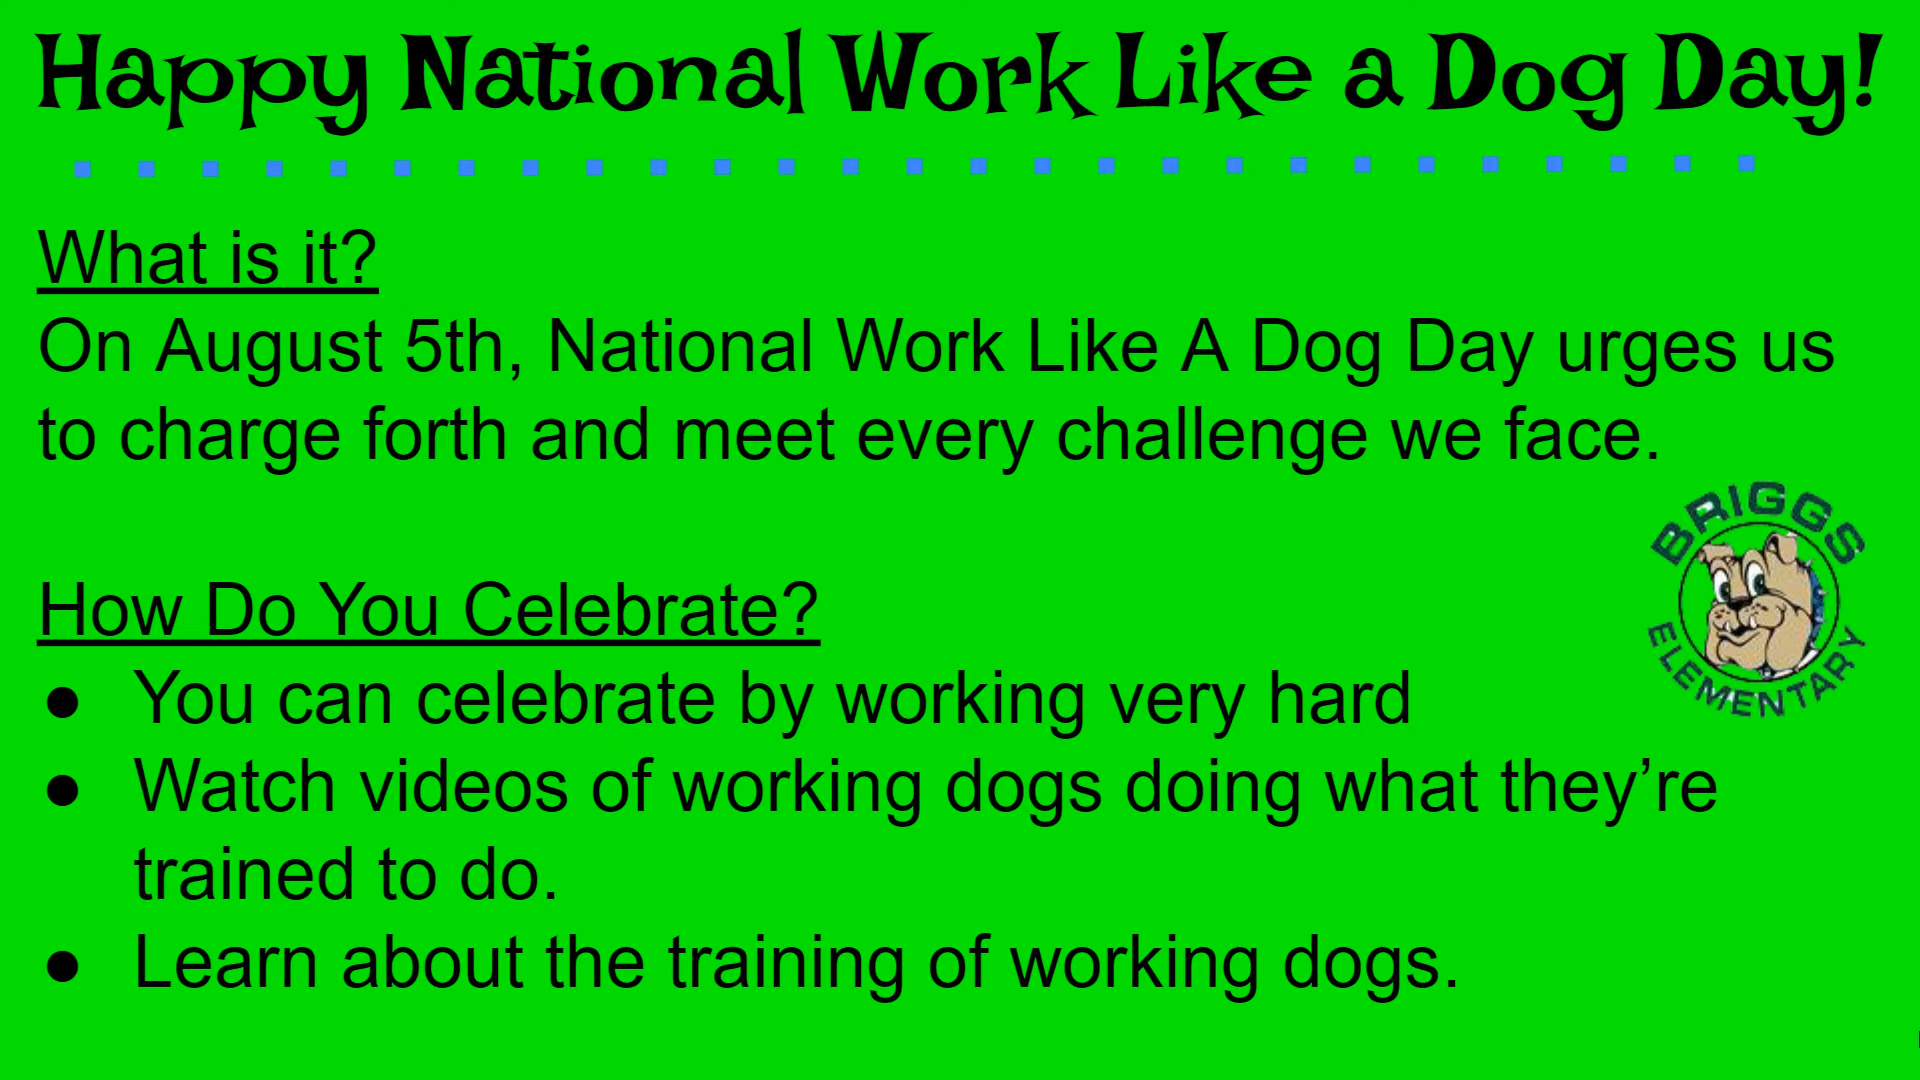 Happy National Work Like a Dog Day!
What is it?
On August 5th, National Work Like A Dog Day urges us
to charge forth and meet every challenge we face.
BRIGGS
ELEMENTARY
How Do You Celebrate?
● You can celebrate by working very hard
● Watch videos of working dogs doing what they’re
trained to do.
● Learn about the training of working dogs.